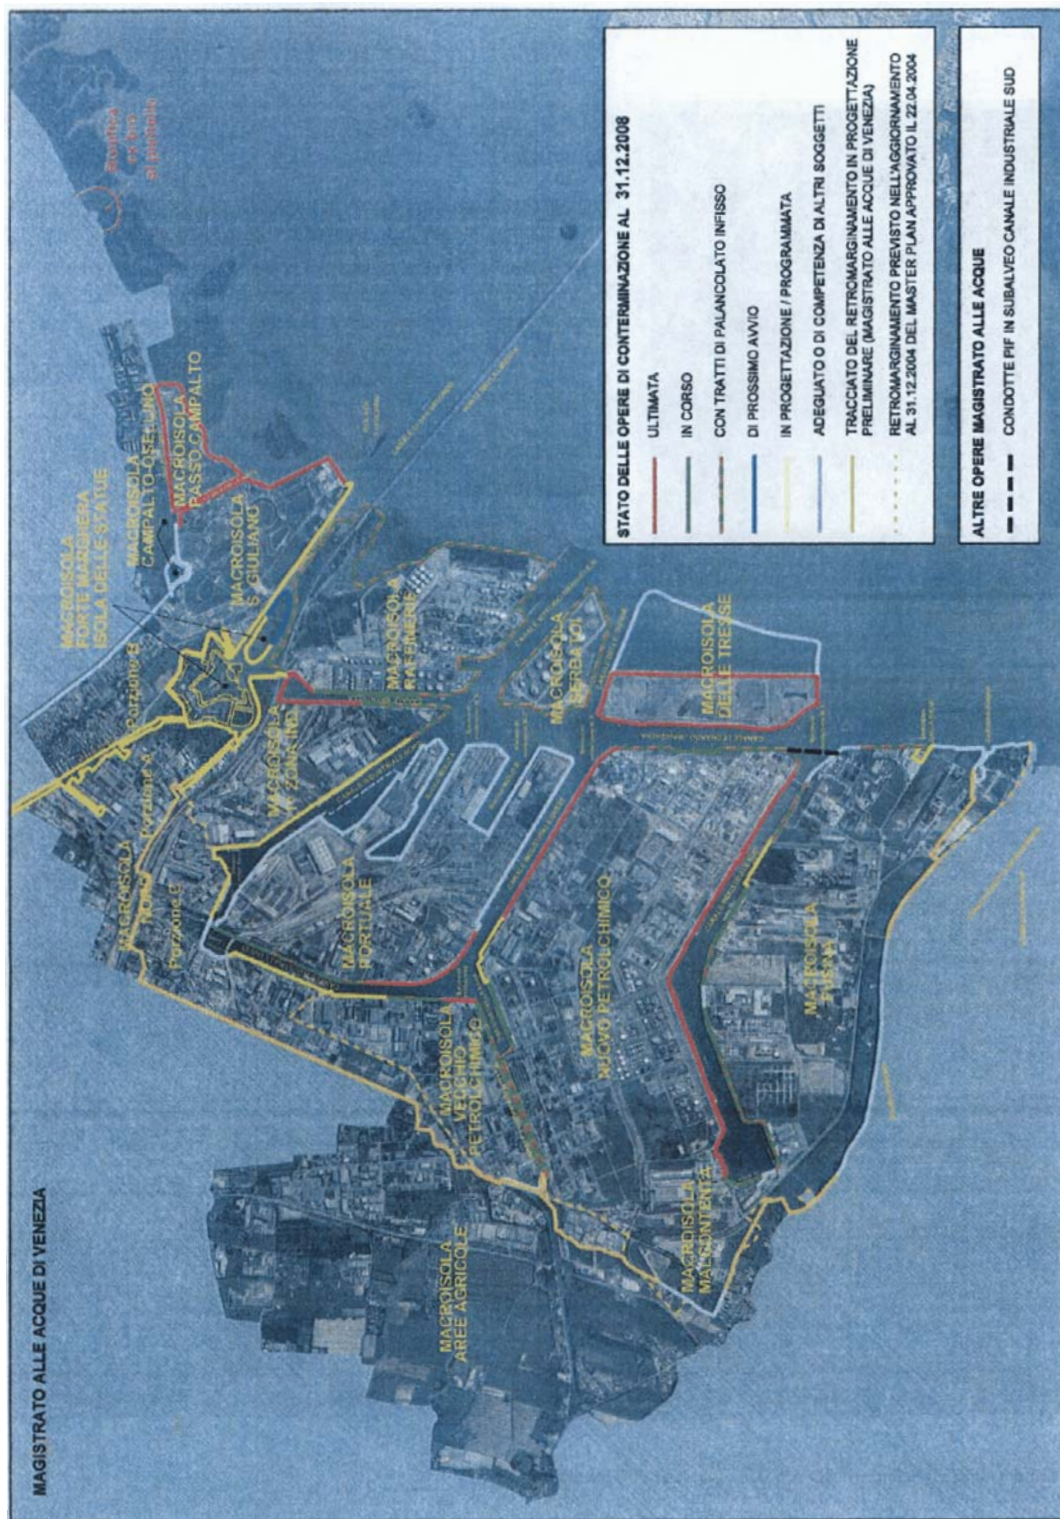 MAGISTRATO ALLE ACQUE DI VENEZIA
MACROISOLA
FORTE MARGHERA
ISOLA DELLE STATUE
MACROISOLA
CAMPALTO-OSELLINO
MACROISOLA
PASSO CAMPALTO
MACROISOLA
S. GIULIANO
Porzione B
Porzione A
MACROISOLA
NORD
Porzione C
MACROISOLA
1ª ZONA IND.
MACROISOLA
RAFFINERIE
MACROISOLA
SERBATOI
MACROISOLA
DELLE TRESSE
MACROISOLA
PORTUALE
MACROISOLA
VECCHIO
PETROLCHIMICO
MACROISOLA
NUOVO PETROLCHIMICO
MACROISOLA
FUSINA
MACROISOLA
MALCONTENTA
MACROISOLA
AREE AGRICOLE
STATO DELLE OPERE DI CONTERMINAZIONE AL 31.12.2008
ULTIMATA
IN CORSO
CON TRATTI DI PALANCOLATO INFISSO
DI PROSSIMO AVVIO
IN PROGETTAZIONE / PROGRAMMATA
ADEGUATO O DI COMPETENZA DI ALTRI SOGGETTI
TRACCIATO DEL RETROMARGINAMENTO IN PROGETTAZIONE
PRELIMINARE (MAGISTRATO ALLE ACQUE DI VENEZIA)
RETROMARGINAMENTO PREVISTO NELL'AGGIORNAMENTO
AL 31.12.2004 DEL MASTER PLAN APPROVATO IL 22.04.2004
ALTRE OPERE MAGISTRATO ALLE ACQUE
CONDOTTE PIF IN SUBALVEO CANALE INDUSTRIALE SUD